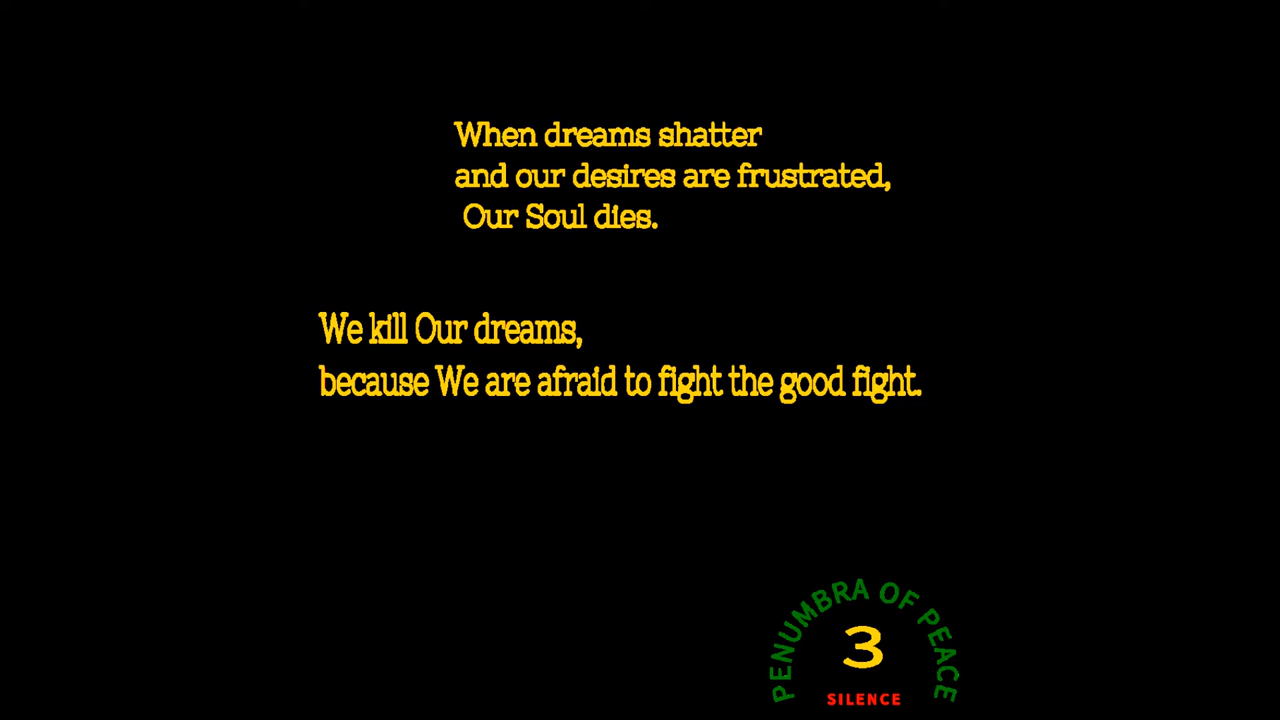 When dreams shatter
and our desires are frustrated,
Our Soul dies.
We kill Our dreams,
because We are afraid to fight the good fight.
PENUMBRA OF PEACE
3
SILENCE